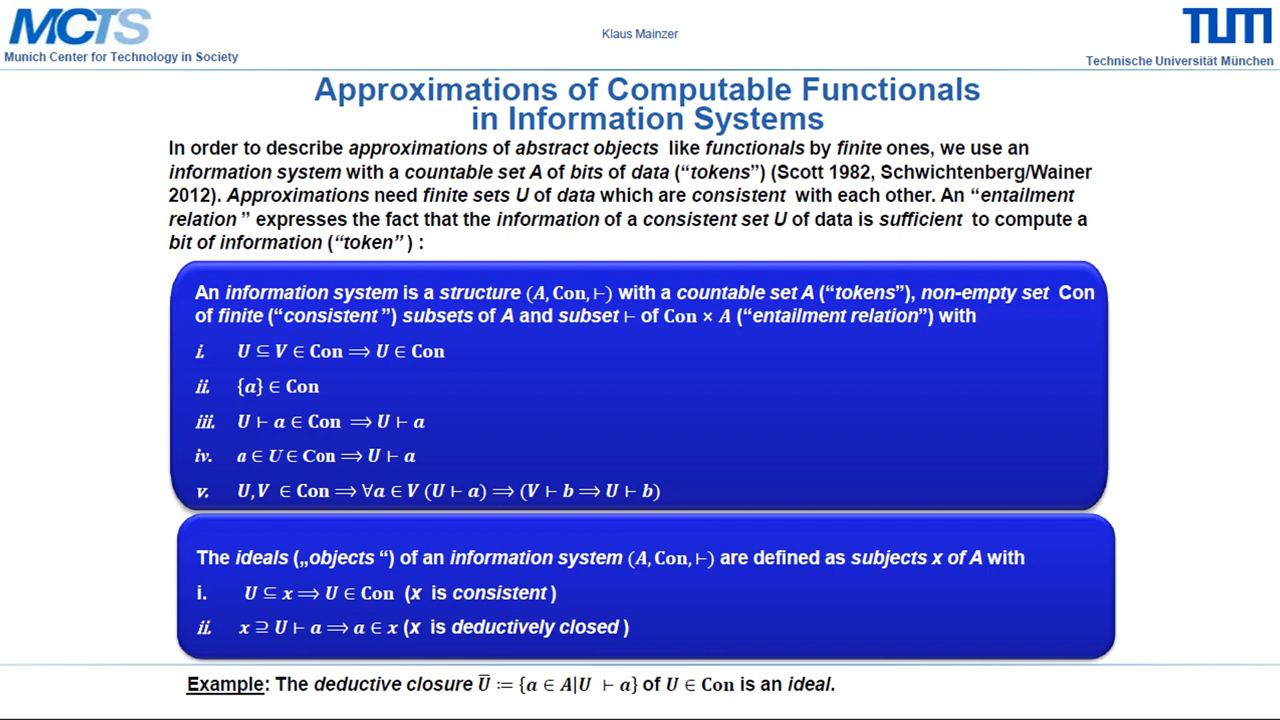 MCTS
Munich Center for Technology in Society
Klaus Mainzer
TUM
Technische Universität München
Approximations of Computable Functionals
in Information Systems
In order to describe approximations of abstract objects like functionals by finite ones, we use an
information system with a countable set A of bits of data (“tokens”) (Scott 1982, Schwichtenberg/Wainer
2012). Approximations need finite sets U of data which are consistent with each other. An “entailment
relation ” expresses the fact that the information of a consistent set U of data is sufficient to compute a
bit of information (“token” ) :
An information system is a structure (A, Con, ⊢) with a countable set A (“tokens”), non-empty set Con
of finite (“consistent ”) subsets of A and subset ⊢ of Con × A (“entailment relation”) with
i. U ⊆ V ∈ Con ⟹ U ∈ Con
ii. {a} ∈ Con
iii. U ⊢ a ∈ Con ⟹ U ⊢ a
iv. a ∈ U ∈ Con ⟹ U ⊢ a
v. U, V ∈ Con ⟹ ∀a ∈ V (U ⊢ a) ⟹ (V ⊢ b ⟹ U ⊢ b)
The ideals („objects “) of an information system (A, Con, ⊢) are defined as subjects x of A with
i. U ⊆ x ⟹ U ∈ Con (x is consistent )
ii. x ⊇ U ⊢ a ⟹ a ∈ x (x is deductively closed )
Example: The deductive closure U̅ ≔ {a ∈ A|U ⊢ a} of U ∈ Con is an ideal.